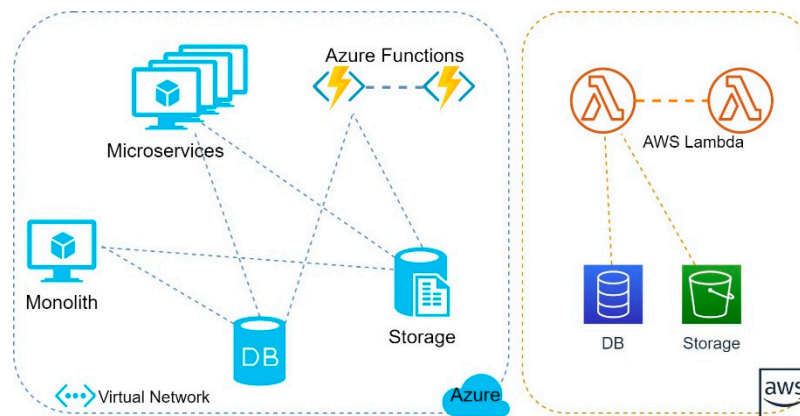 Azure Functions
Microservices
Monolith
DB
Storage
Virtual Network
Azure
AWS Lambda
DB
Storage
aws